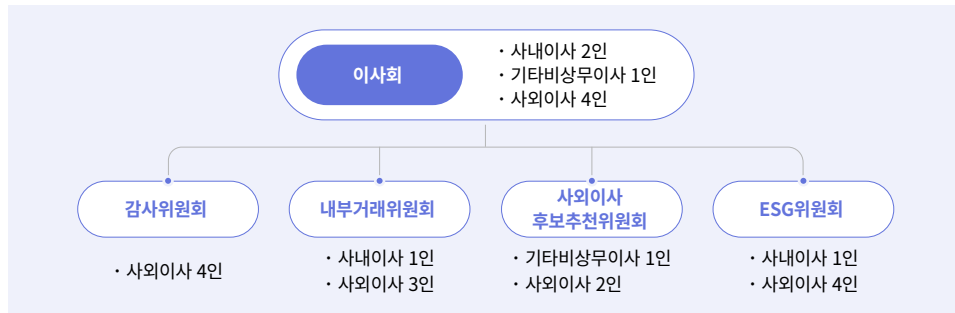 이사회
· 사내이사 2인
· 기타비상무이사 1인
· 사외이사 4인
감사위원회
· 사외이사 4인
내부거래위원회
· 사내이사 1인
· 사외이사 3인
사외이사
후보추천위원회
· 기타비상무이사 1인
· 사외이사 2인
ESG위원회
· 사내이사 1인
· 사외이사 4인